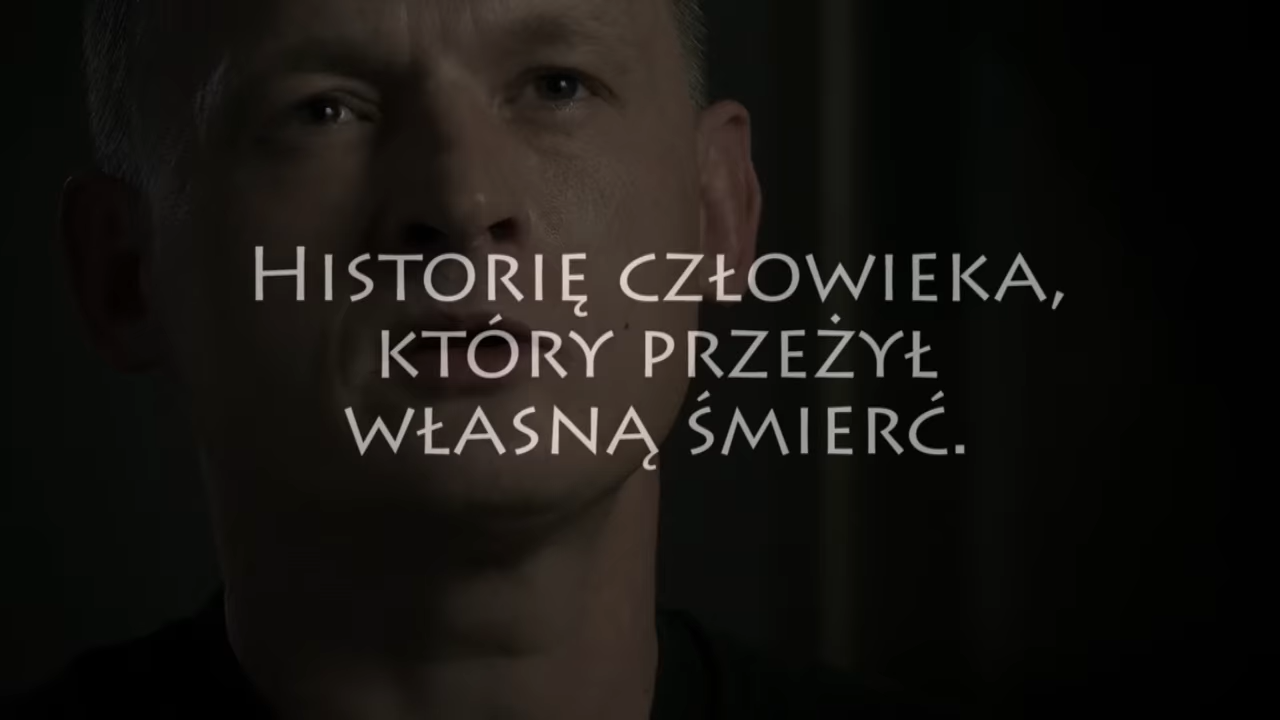 Historię człowieka,
który przeżył
własną śmierć.